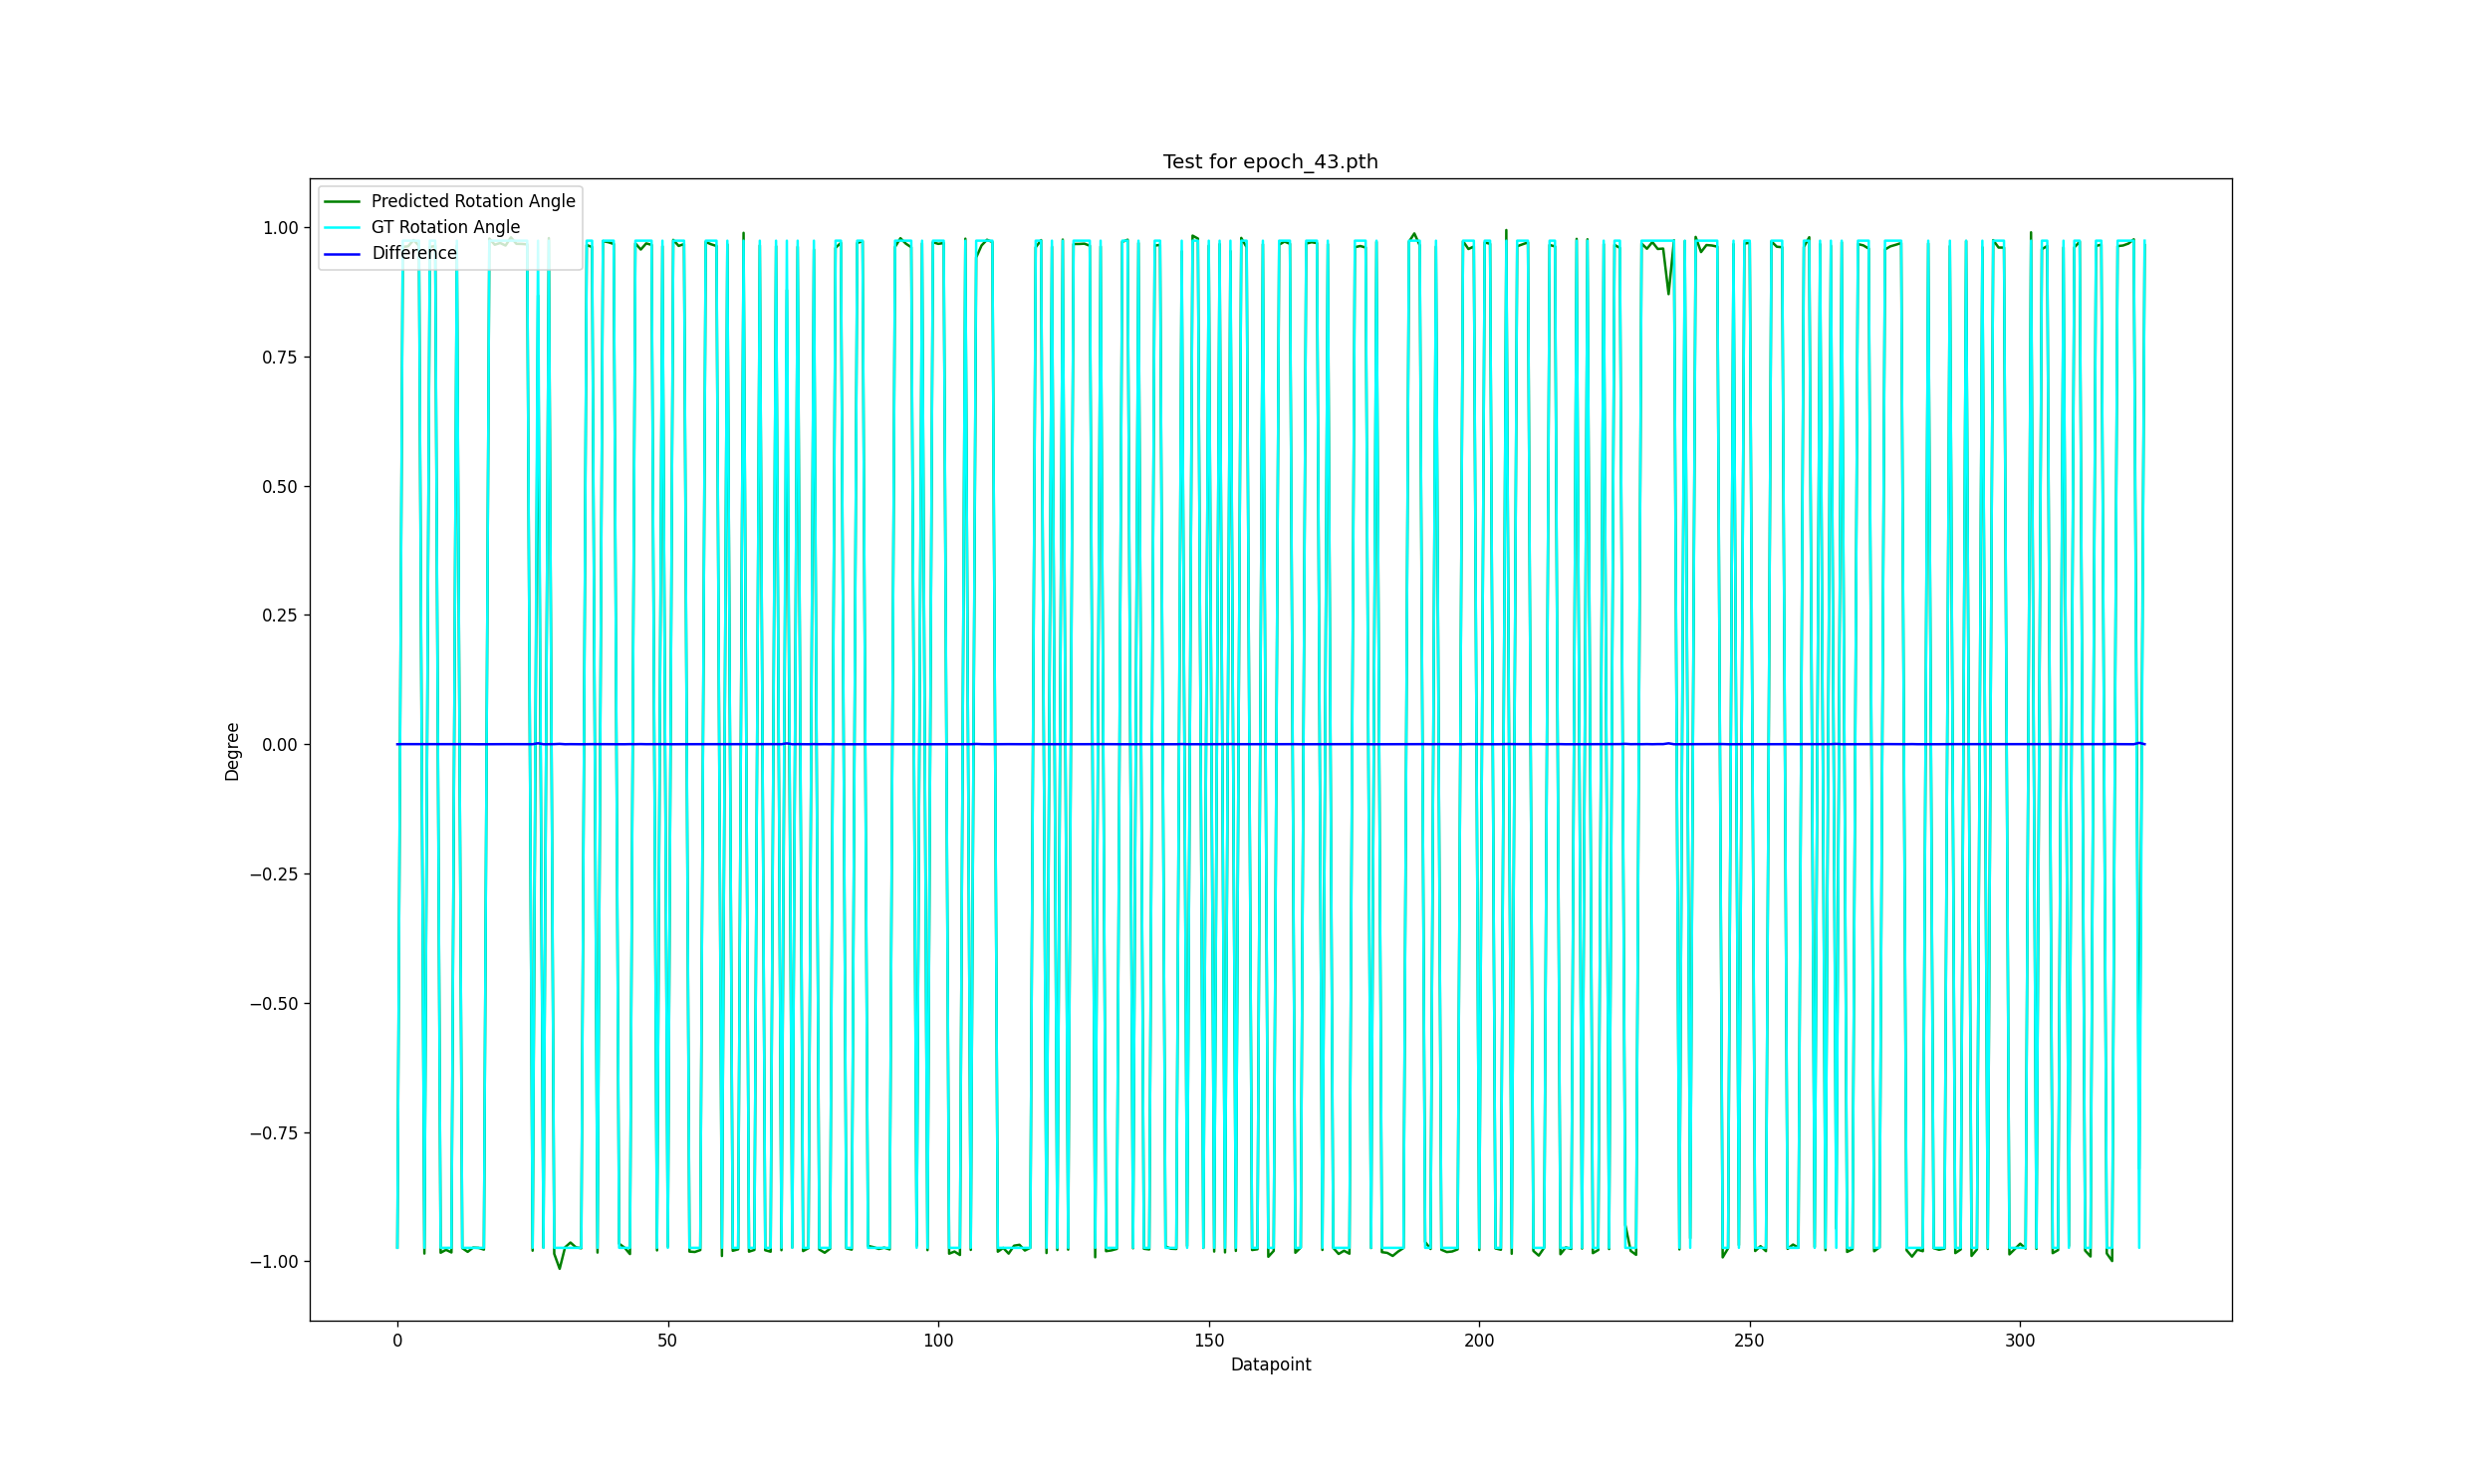 Test for epoch_43.pth
Predicted Rotation Angle
GT Rotation Angle
Difference
1.00
0.75
0.50
0.25
0.00
−0.25
−0.50
−0.75
−1.00
Degree
0 50 100 150 200 250 300
Datapoint